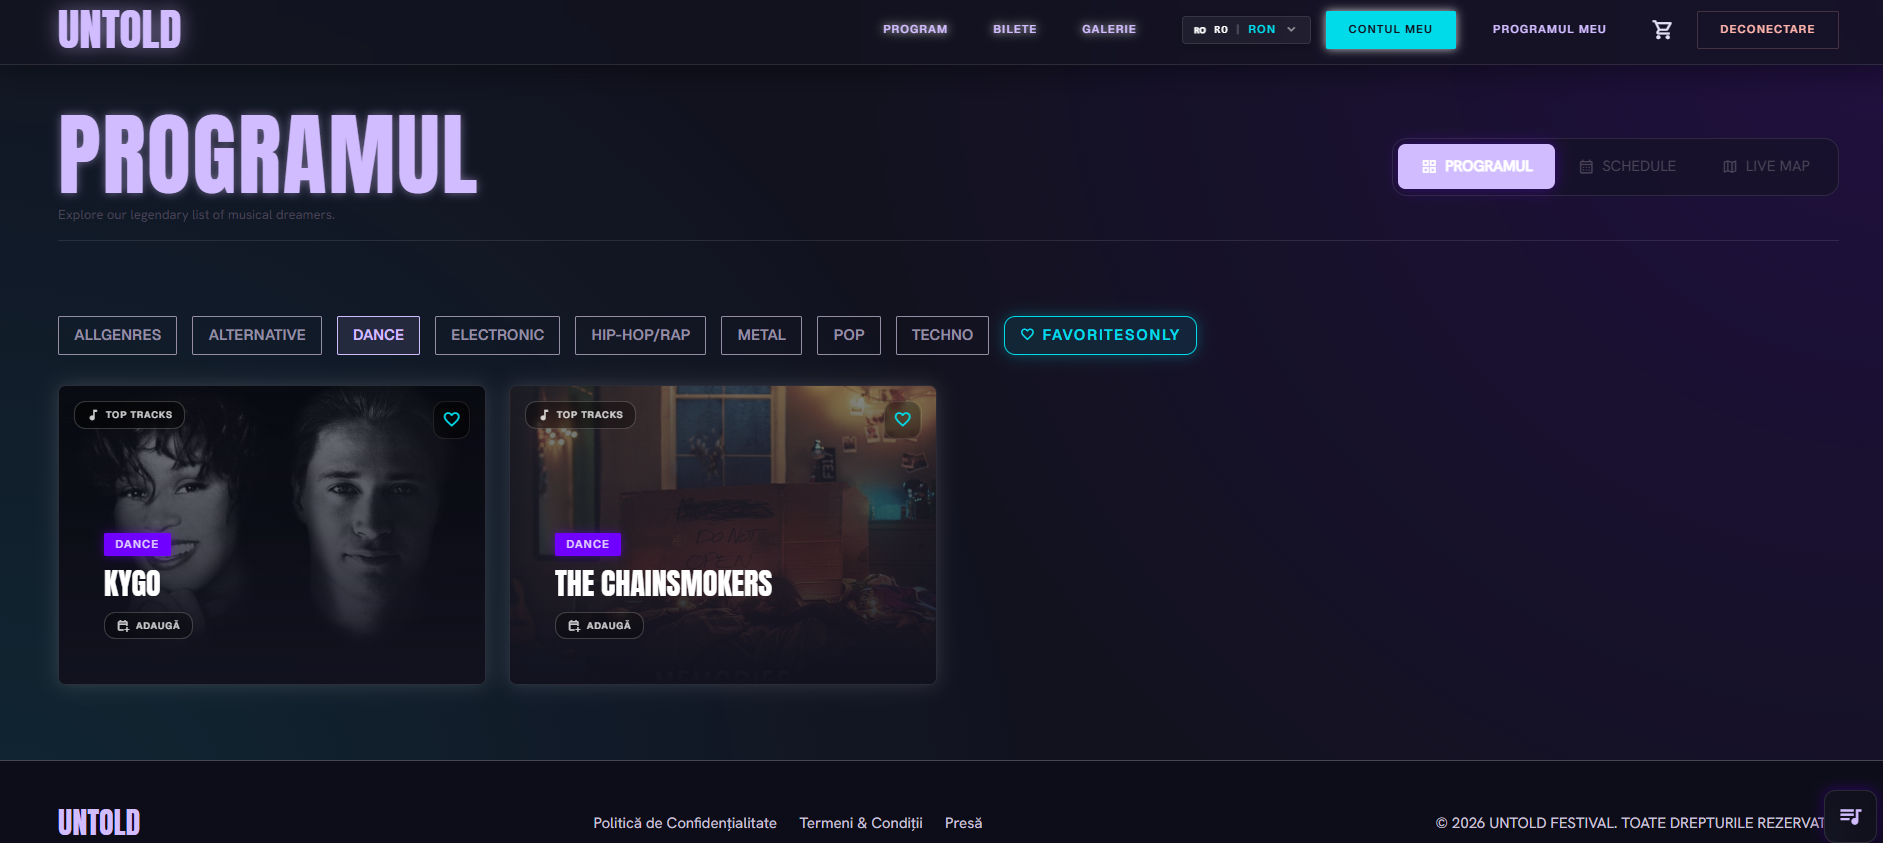 UNTOLD
PROGRAM
BILETE
GALERIE
RO RO | RON
CONTUL MEU
PROGRAMUL MEU
DECONECTARE
PROGRAMUL
Explore our legendary list of musical dreamers.
PROGRAMUL
SCHEDULE
LIVE MAP
ALLGENRES
ALTERNATIVE
DANCE
ELECTRONIC
HIP-HOP/RAP
METAL
POP
TECHNO
FAVORITESONLY
TOP TRACKS
DANCE
KYGO
ADAUGĂ
TOP TRACKS
DO NOT
DANCE
THE CHAINSMOKERS
ADAUGĂ
MEMORIES
UNTOLD
Politică de Confidențialitate
Termeni & Condiții
Presă
© 2026 UNTOLD FESTIVAL. TOATE DREPTURILE REZERVAT